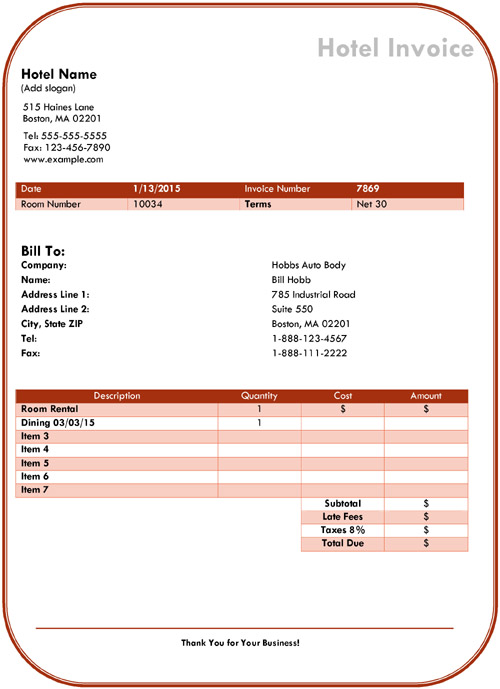 Hotel Invoice
Hotel Name
(Add slogan)
515 Haines Lane
Boston, MA 02201
Tel: 555-555-5555
Fax: 123-456-7890
www.example.com
Date 1/13/2015 Invoice Number 7869
Room Number 10034 Terms Net 30
Bill To:
Company: Hobbs Auto Body
Name: Bill Hobb
Address Line 1: 785 Industrial Road
Address Line 2: Suite 550
City, State ZIP Boston, MA 02201
Tel: 1-888-123-4567
Fax: 1-888-111-2222
Description Quantity Cost Amount
Room Rental 1 $ $
Dining 03/03/15 1
Item 3
Item 4
Item 5
Item 6
Item 7
Subtotal $
Late Fees $
Taxes 8% $
Total Due $
Thank You for Your Business!